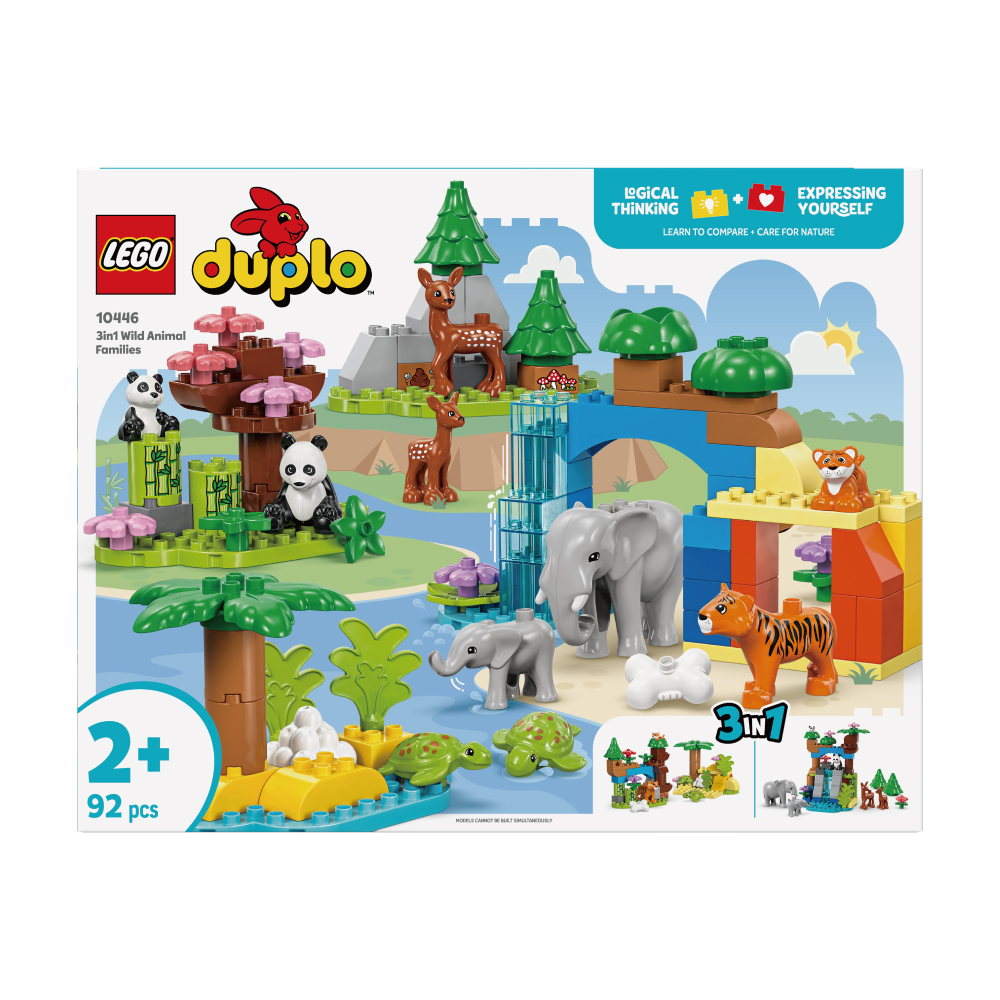 LOGICAL THINKING
EXPRESSING YOURSELF
LEARN TO COMPARE + CARE FOR NATURE
LEGO
duplo™
10446
3in1 Wild Animal
Families
3IN1
2+
92 pcs
MODELS CANNOT BE BUILT SIMULTANEOUSLY